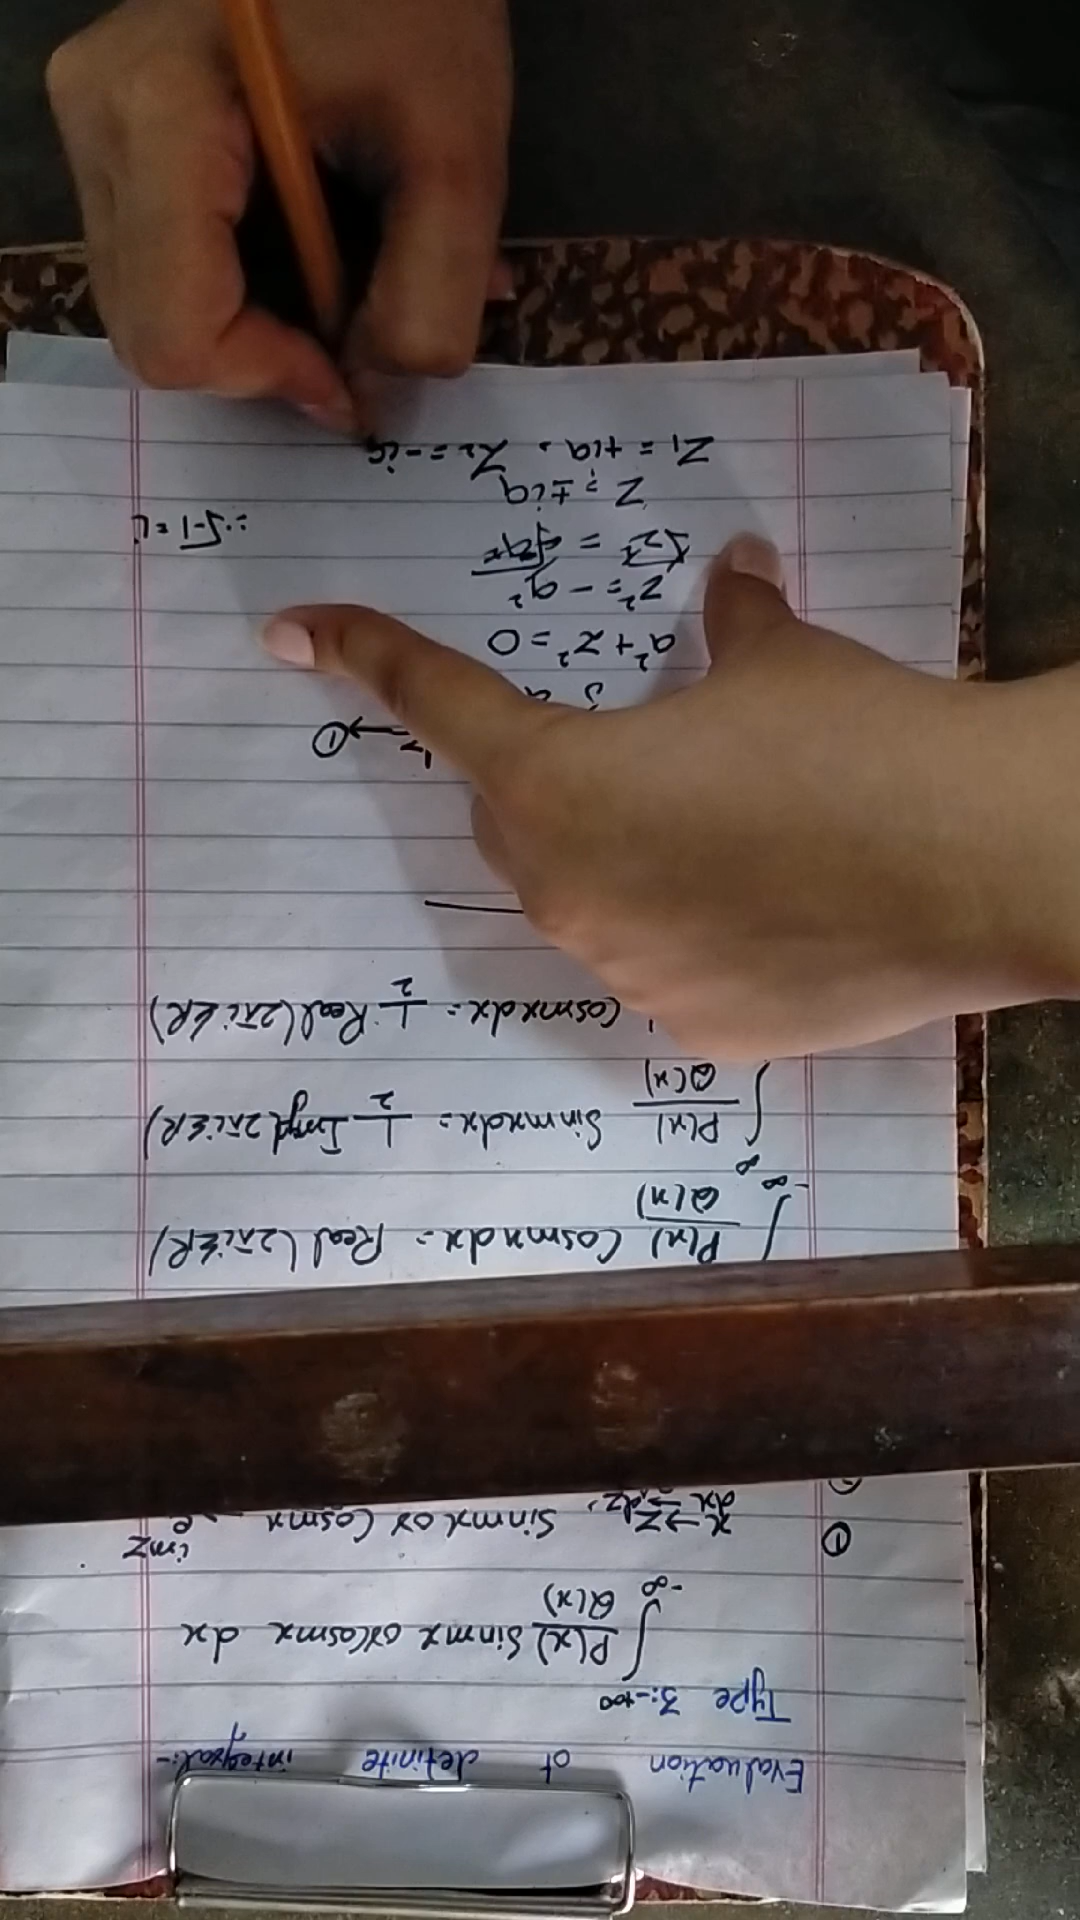 Evaluation of definite integral:-
Type 3:-
+∞
∫ P(x)/Q(x) Sinmx or Cosmx dx
-∞
① x→z, Sinmx or Cosmx → e^imz
dx→dz
∫ P(x)/Q(x) Cosmx dx = Real (2πi ΣR)
-∞
∞
∫ P(x)/Q(x) Sinmx dx = 1/2 Img (2πi ΣR)
Cosmx dx = 1/2 Real (2πi ΣR)
→ ①
a² + z² = 0
z² = - a²
Z = ±ia
∵ √-1 = i
Z₁ = +ia, Z₂ = -ia